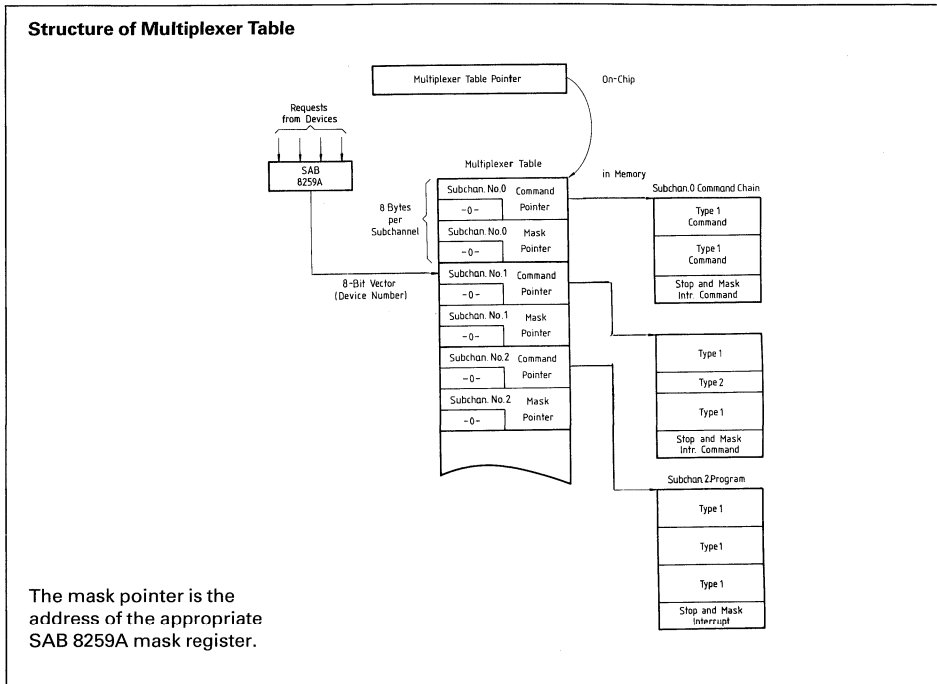 Structure of Multiplexer Table
Multiplexer Table Pointer
On-Chip
Requests
from Devices
SAB
8259A
Multiplexer Table
in Memory
8 Bytes
per
Subchannel
Subchan. No.0 Command
-0- Pointer
Subchan. No.0 Mask
-0- Pointer
Subchan. No.1 Command
-0- Pointer
Subchan. No.1 Mask
-0- Pointer
Subchan. No.2 Command
-0- Pointer
Subchan. No.2 Mask
-0- Pointer
8-Bit Vector
(Device Number)
Subchan.0 Command Chain
Type 1
Command
Type 1
Command
Stop and Mask
Intr. Command
Type 1
Type 2
Type 1
Stop and Mask
Intr. Command
Subchan.2.Program
Type 1
Type 1
Type 1
Stop and Mask
Interrupt
The mask pointer is the
address of the appropriate
SAB 8259A mask register.